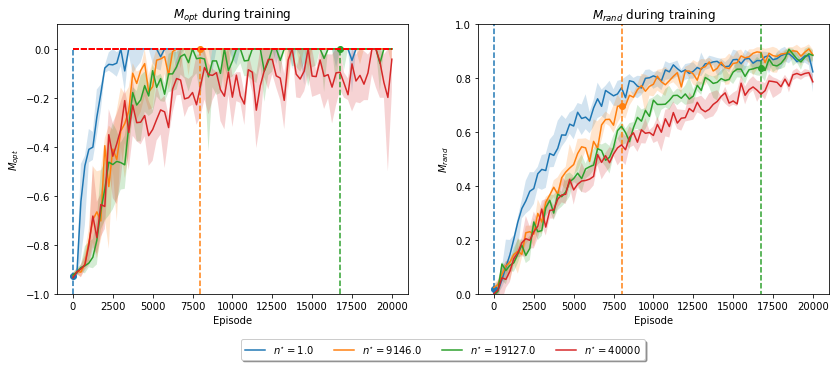 M_opt during training
M_opt
0.0
−0.2
−0.4
−0.6
−0.8
−1.0
0 2500 5000 7500 10000 12500 15000 17500 20000
Episode
M_rand during training
M_rand
1.0
0.8
0.6
0.4
0.2
0.0
0 2500 5000 7500 10000 12500 15000 17500 20000
Episode
n* = 1.0 n* = 9146.0 n* = 19127.0 n* = 40000